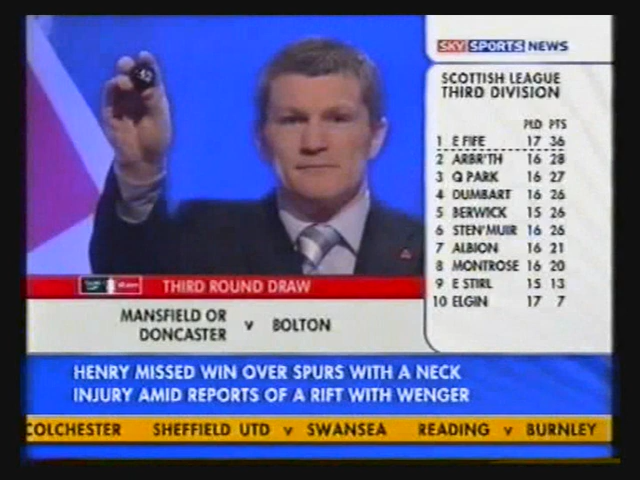 SKY SPORTS NEWS
SCOTTISH LEAGUE
THIRD DIVISION
PLD PTS
1 E FIFE 17 36
2 ARBR'TH 16 28
3 Q PARK 16 27
4 DUMBART 16 26
5 BERWICK 15 26
6 STEN'MUIR 16 26
7 ALBION 16 21
8 MONTROSE 16 20
9 E STIRL 15 13
10 ELGIN 17 7
THIRD ROUND DRAW
MANSFIELD OR
DONCASTER v BOLTON
HENRY MISSED WIN OVER SPURS WITH A NECK
INJURY AMID REPORTS OF A RIFT WITH WENGER
COLCHESTER SHEFFIELD UTD v SWANSEA READING v BURNLEY